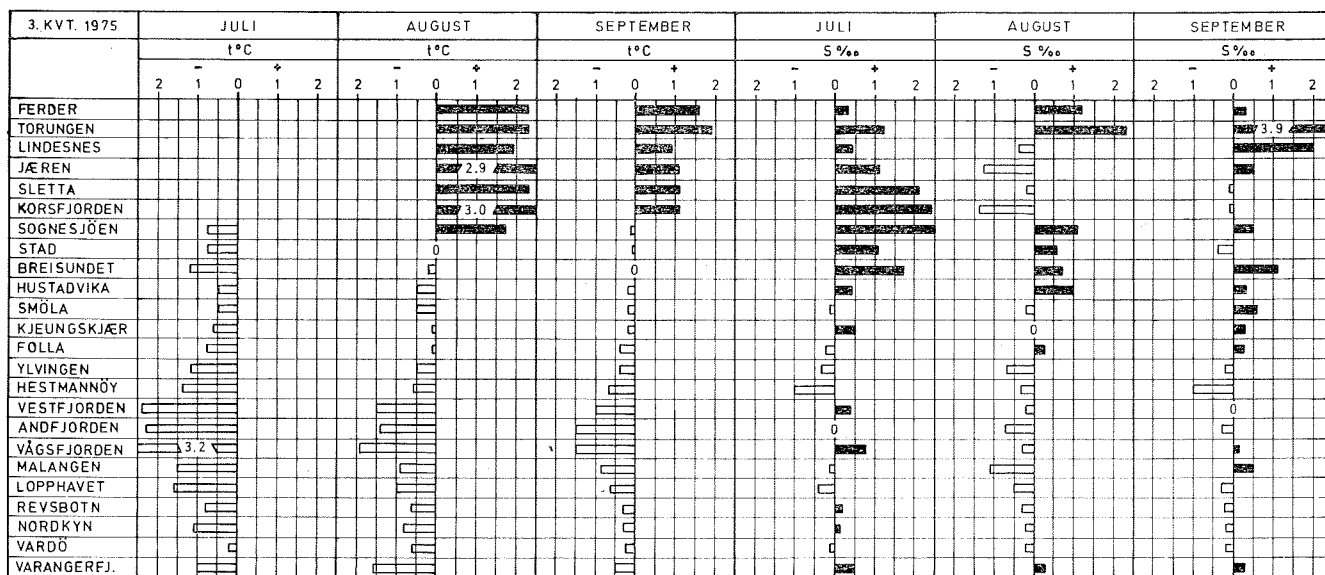 3. KVT. 1975 JULI AUGUST SEPTEMBER JULI AUGUST SEPTEMBER
t°C t°C t°C S‰ S‰ S‰
- + - + - + - + - + - +
2 1 0 1 2 2 1 0 1 2 2 1 0 1 2 2 1 0 1 2 2 1 0 1 2 2 1 0 1 2
FERDER
TORUNGEN 3.9
LINDESNES
JÆREN 2.9
SLETTA
KORSFJORDEN 3.0
SOGNESJÖEN
STAD 0
BREISUNDET 0
HUSTADVIKA
SMÖLA
KJEUNGSKJÆR 0
FOLLA
YLVINGEN
HESTMANNÖY
VESTFJORDEN 0
ANDFJORDEN 0
VÅGSFJORDEN 3.2
MALANGEN
LOPPHAVET
REVSBOTN
NORDKYN
VARDÖ
VARANGERFJ.